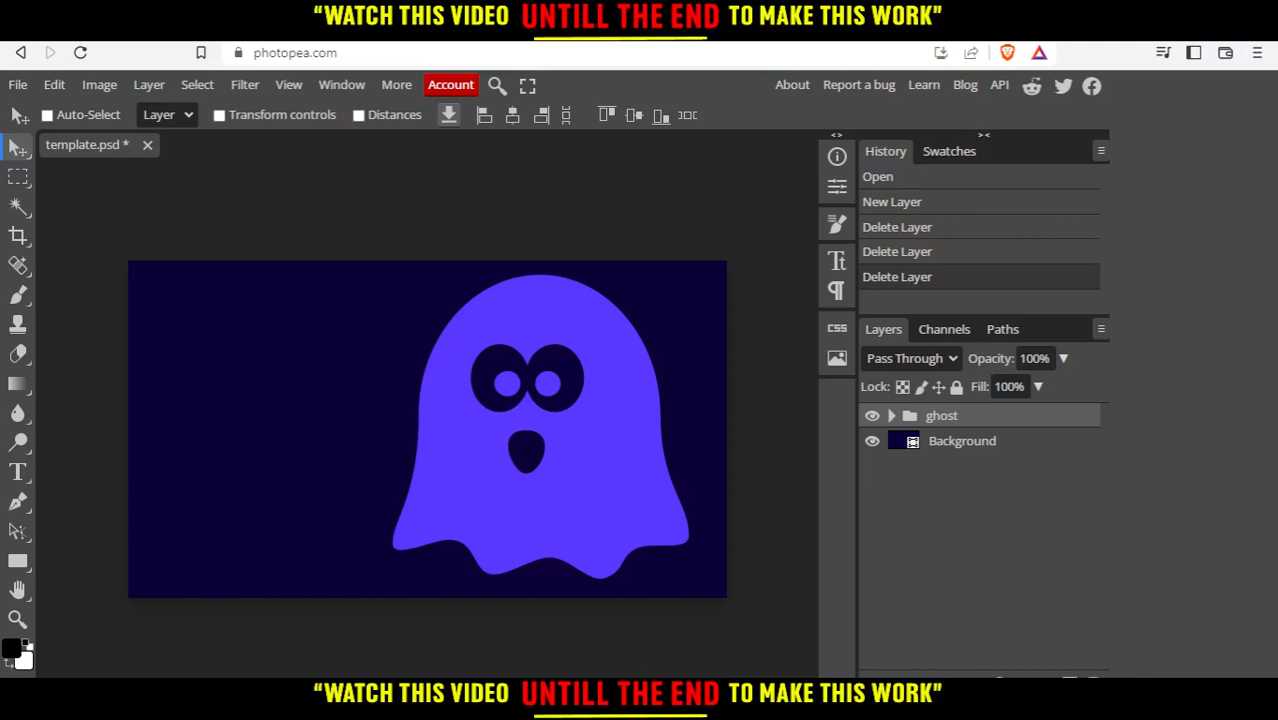 “WATCH THIS VIDEO UNTILL THE END TO MAKE THIS WORK”
photopea.com
File Edit Image Layer Select Filter View Window More Account About Report a bug Learn Blog API
Auto-Select Layer Transform controls Distances
template.psd *
History Swatches
Open
New Layer
Delete Layer
Delete Layer
Delete Layer
CSS
Layers Channels Paths
Pass Through Opacity: 100%
Lock: Fill: 100%
ghost
Background
“WATCH THIS VIDEO UNTILL THE END TO MAKE THIS WORK”